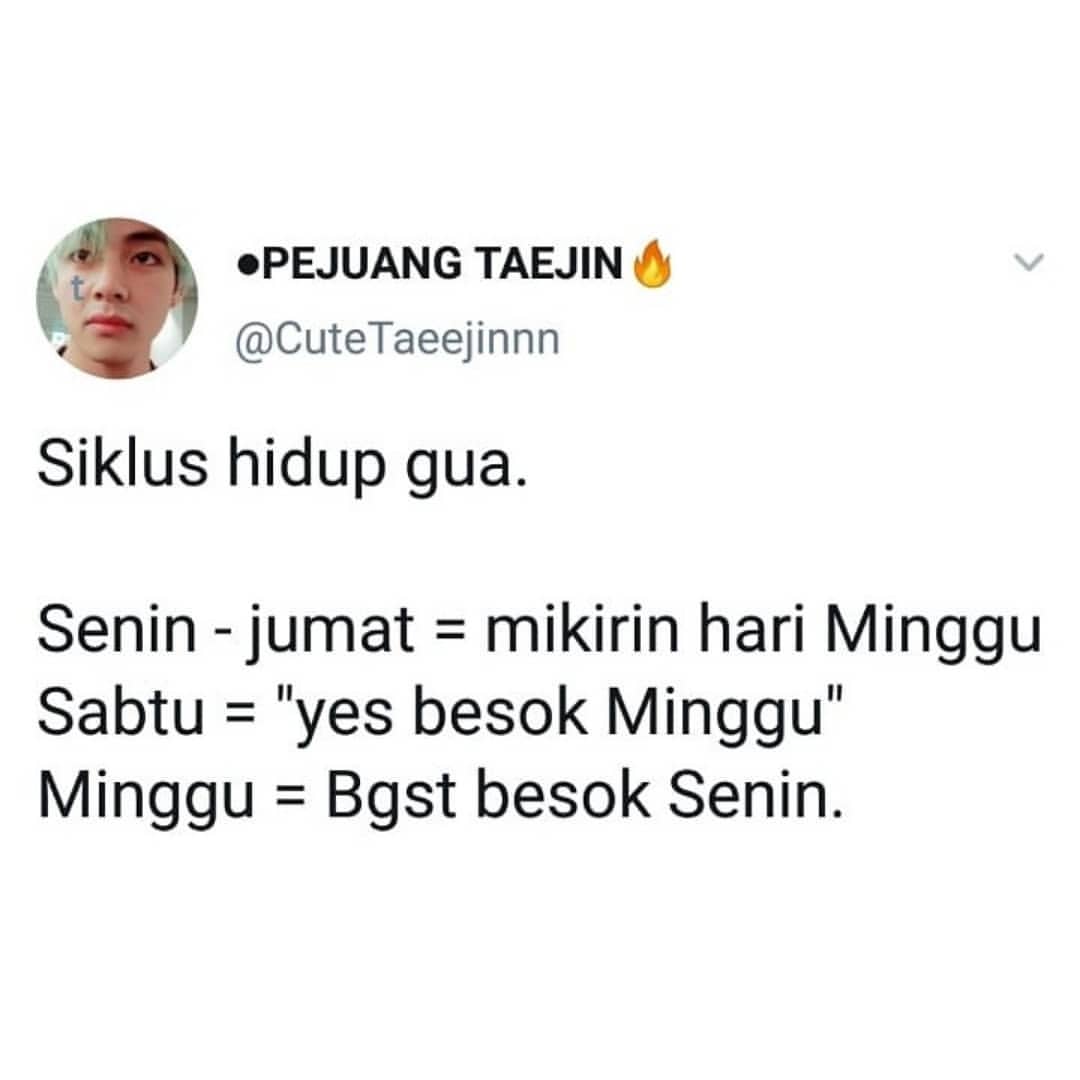 ●PEJUANG TAEJIN🔥
@CuteTaeejinnn
t
Siklus hidup gua.
Senin - jumat = mikirin hari Minggu
Sabtu = "yes besok Minggu"
Minggu = Bgst besok Senin.